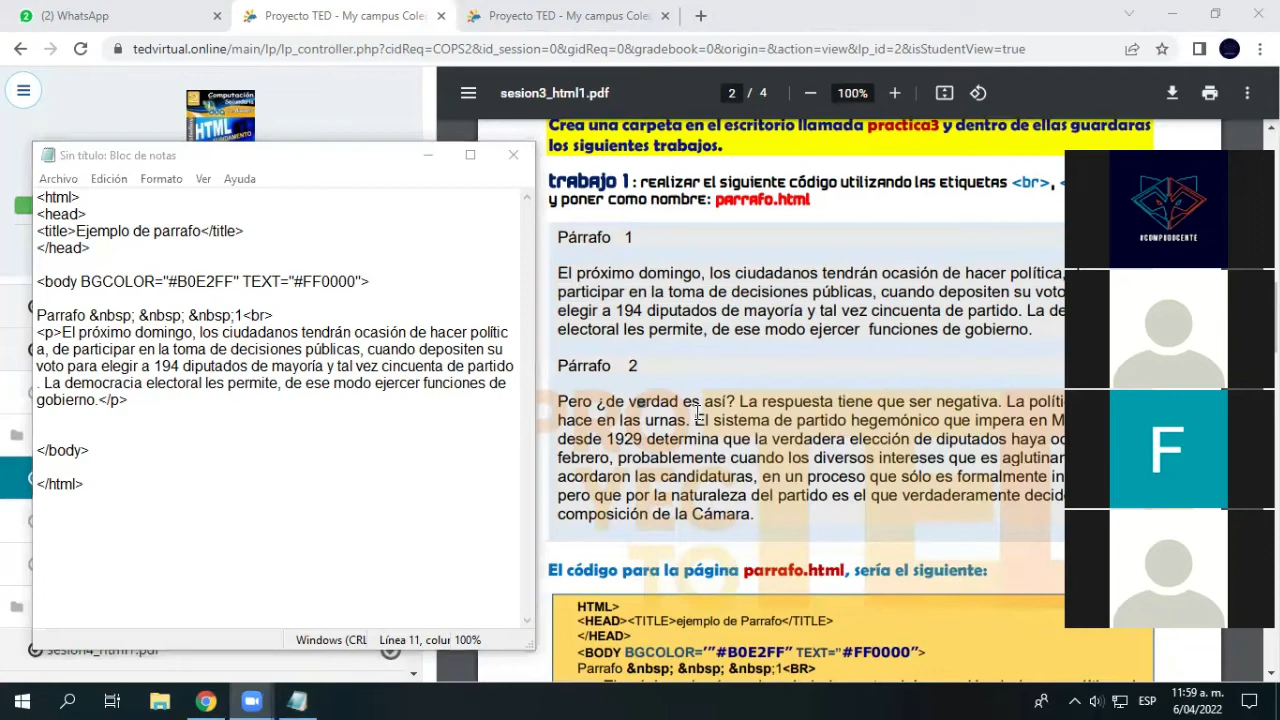 2 (2) WhatsApp
Proyecto TED - My campus Cole
Proyecto TED - My campus Cole
tedvirtual.online/main/lp/lp_controller.php?cidReq=COPS2&id_session=0&gidReq=0&gradebook=0&origin=&action=view&lp_id=2&isStudentView=true
Computación
HTML
sesion3_html1.pdf
2 / 4
100%
Sin título: Bloc de notas
Archivo Edición Formato Ver Ayuda
<html>
<head>
<title>Ejemplo de parrafo</title>
</head>
<body BGCOLOR="#B0E2FF" TEXT="#FF0000">
Parrafo &nbsp; &nbsp; &nbsp;1<br>
<p>El próximo domingo, los ciudadanos tendrán ocasión de hacer polític
a, de participar en la toma de decisiones públicas, cuando depositen su
voto para elegir a 194 diputados de mayoría y tal vez cincuenta de partido
. La democracia electoral les permite, de ese modo ejercer funciones de
gobierno.</p>
</body>
</html>
Windows (CRL
Línea 11, colur
100%
sesion4_html1.pdf
Crea una carpeta en el escritorio llamada practica3 y dentro de ellas guardaras
los siguientes trabajos.
trabajo 1 : realizar el siguiente código utilizando las etiquetas <br>, <
y poner como nombre: parrafo.html
Párrafo 1
El próximo domingo, los ciudadanos tendrán ocasión de hacer política,
participar en la toma de decisiones públicas, cuando depositen su voto
elegir a 194 diputados de mayoría y tal vez cincuenta de partido. La de
electoral les permite, de ese modo ejercer funciones de gobierno.
Párrafo 2
Pero ¿de verdad es así? La respuesta tiene que ser negativa. La políti
hace en las urnas. El sistema de partido hegemónico que impera en M
desde 1929 determina que la verdadera elección de diputados haya oc
febrero, probablemente cuando los diversos intereses que es aglutinar
acordaron las candidaturas, en un proceso que sólo es formalmente in
pero que por la naturaleza del partido es el que verdaderamente decide
composición de la Cámara.
PROYECTO
TED
El código para la página parrafo.html, sería el siguiente:
HTML>
<HEAD><TITLE>ejemplo de Parrafo</TITLE>
</HEAD>
<BODY BGCOLOR='"#B0E2FF" TEXT="#FF0000">
Parrafo &nbsp; &nbsp; &nbsp;1<BR>
#COMPUDOCENTE
F
ESP
11:59 a. m.
6/04/2022